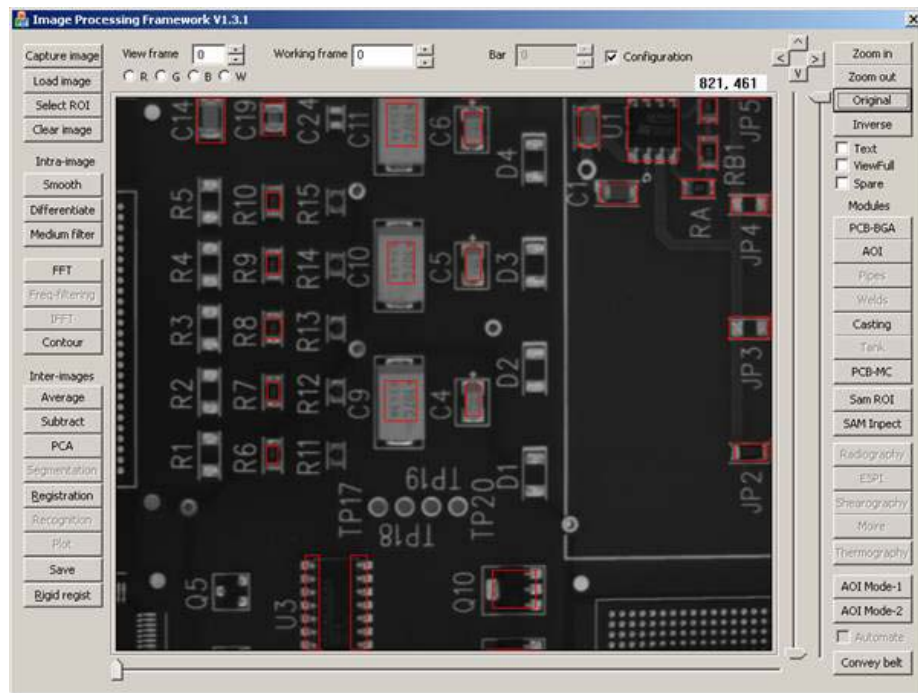 Image Processing Framework V1.3.1
Capture image
Load image
Select ROI
Clear image
Intra-image
Smooth
Differentiate
Medium filter
FFT
Freq-filtering
IFFT
Contour
Inter-images
Average
Subtract
PCA
Segmentation
Registration
Recognition
Plot
Save
Rigid regist
View frame 0 Working frame 0 Bar 0 Configuration
R G B W
821, 461
C14 C19 C24 C11 C6 D4 U1 RB1 JP5
R5 R10 R15 C1 RA JP4
R4 R9 R14 C10 C5 D3
R3 R8 R13 JP3
R2 R7 R12 C9 C4 D2
R1 R6 R11 D1 JP2
TP17 TP19 TP18 TP20
Q5 U3 Q10
Zoom in
Zoom out
Original
Inverse
Text
ViewFull
Spare
Modules
PCB-BGA
AOI
Pipes
Welds
Casting
Tank
PCB-MC
Sam ROI
SAM Inpect
Radiography
ESPI
Shearography
Moire
Thermography
AOI Mode-1
AOI Mode-2
Automate
Convey belt